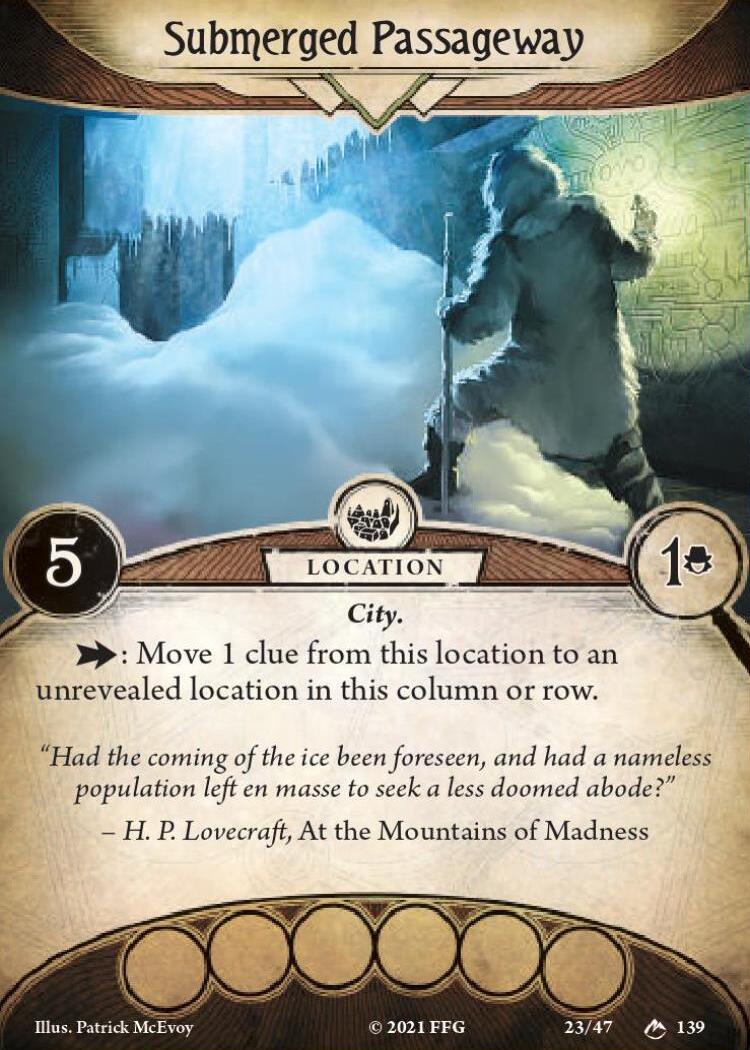 Submerged Passageway
5
LOCATION
1
City.
: Move 1 clue from this location to an
unrevealed location in this column or row.
“Had the coming of the ice been foreseen, and had a nameless
population left en masse to seek a less doomed abode?”
– H. P. Lovecraft, At the Mountains of Madness
Illus. Patrick McEvoy © 2021 FFG 23/47 139